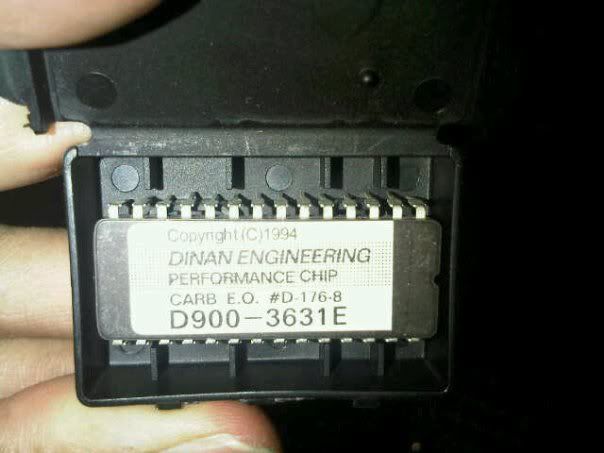 Copyright (C)1994
DINAN ENGINEERING
PERFORMANCE CHIP
CARB E.O. #D-176-8
D900-3631E